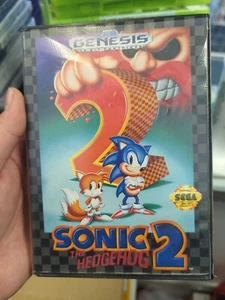 GENESIS
2
SEGA
SONIC
THE
HEDGEHOG
2